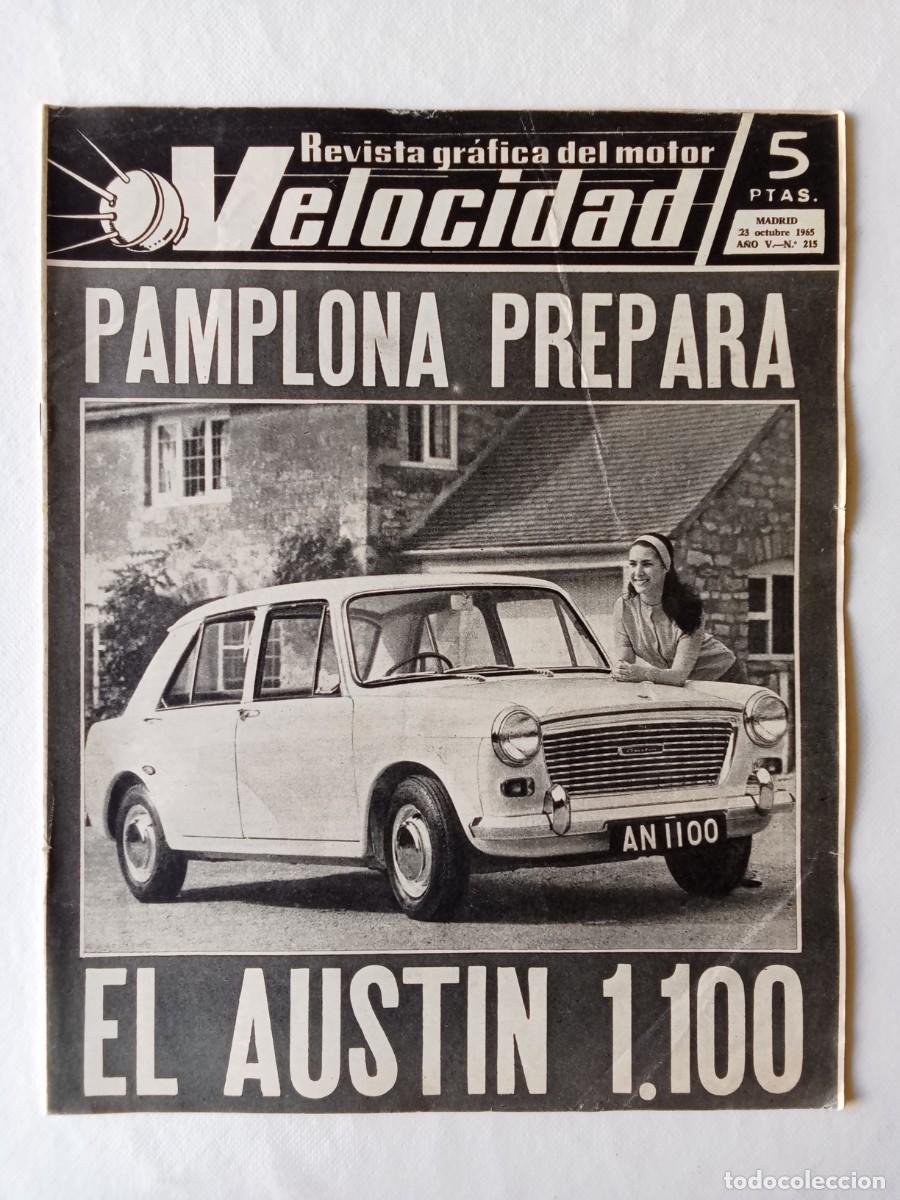 Revista gráfica del motor
Velocidad
5
PTAS.
MADRID
23 octubre 1965
AÑO V.—N.° 215
PAMPLONA PREPARA
Austin
AN 1100
EL AUSTIN 1.100
todocoleccion